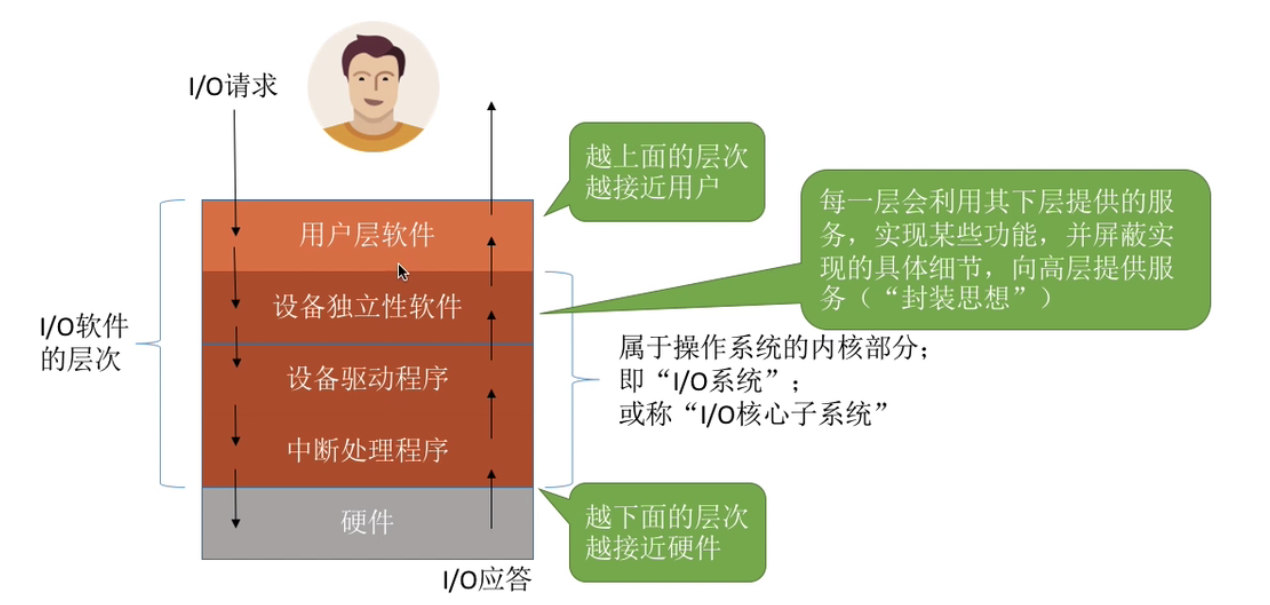 I/O请求
越上面的层次
越接近用户
每一层会利用其下层提供的服
务，实现某些功能，并屏蔽实
现的具体细节，向高层提供服
务（“封装思想”）
用户层软件
设备独立性软件
I/O软件
的层次
设备驱动程序
属于操作系统的内核部分；
即“I/O系统”；
或称“I/O核心子系统”
中断处理程序
硬件
越下面的层次
越接近硬件
I/O应答